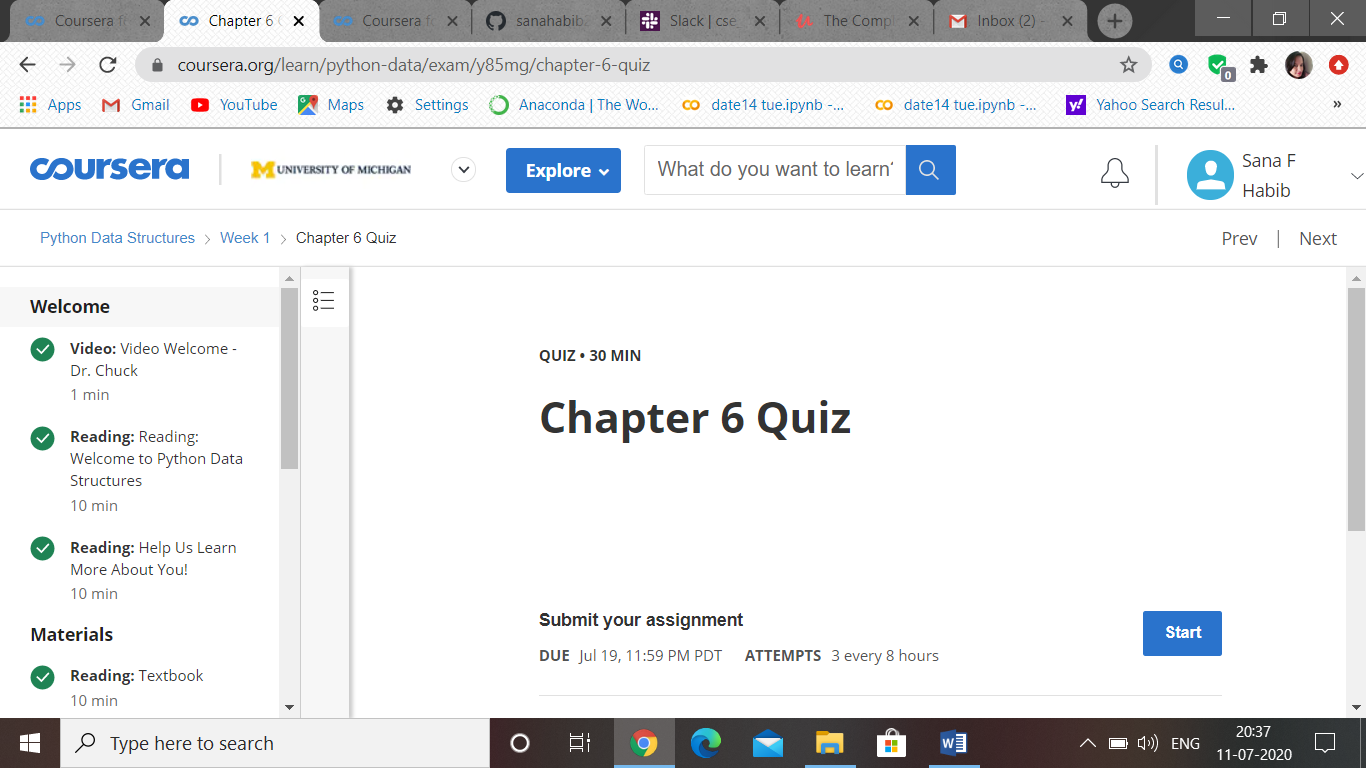 Coursera f
Chapter 6
Coursera fo
sanahabib
Slack | cse_
The Compl
Inbox (2) -
coursera.org/learn/python-data/exam/y85mg/chapter-6-quiz
0
Apps
Gmail
YouTube
Maps
Settings
Anaconda | The Wo...
date14 tue.ipynb -...
date14 tue.ipynb -...
Yahoo Search Resul...
»
coursera
UNIVERSITY OF MICHIGAN
Explore
What do you want to learn?
Sana F
Habib
Python Data Structures > Week 1 > Chapter 6 Quiz
Prev | Next
Welcome
Video: Video Welcome -
Dr. Chuck
1 min
Reading: Reading:
Welcome to Python Data
Structures
10 min
Reading: Help Us Learn
More About You!
10 min
Materials
Reading: Textbook
10 min
QUIZ • 30 MIN
Chapter 6 Quiz
Submit your assignment
DUE Jul 19, 11:59 PM PDT ATTEMPTS 3 every 8 hours
Start
Type here to search
ENG
20:37
11-07-2020